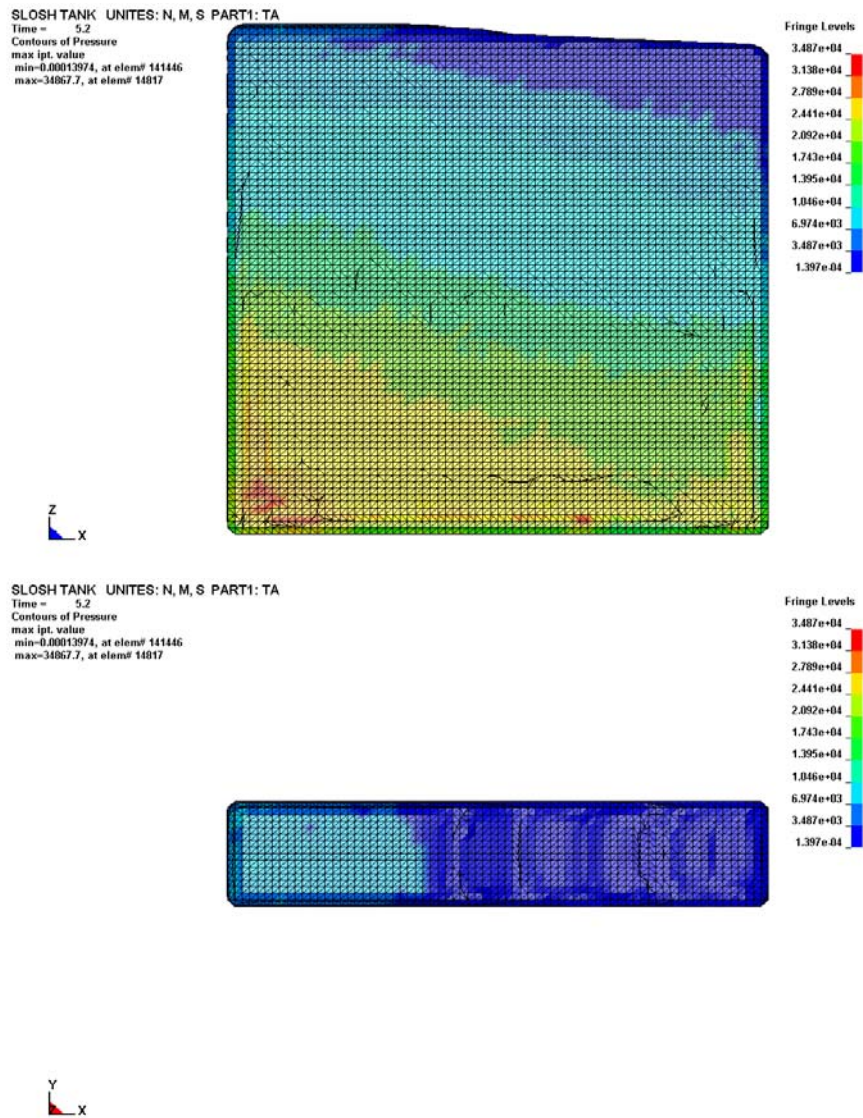 SLOSH TANK UNITES: N, M, S PART1: TA
Time = 5.2
Contours of Pressure
max ipt. value
min=0.00013974, at elem# 141446
max=34867.7, at elem# 14817
Fringe Levels
3.487e+04
3.138e+04
2.789e+04
2.441e+04
2.092e+04
1.743e+04
1.395e+04
1.046e+04
6.974e+03
3.487e+03
1.397e-04
Z
X
SLOSH TANK UNITES: N, M, S PART1: TA
Time = 5.2
Contours of Pressure
max ipt. value
min=0.00013974, at elem# 141446
max=34867.7, at elem# 14817
Fringe Levels
3.487e+04
3.138e+04
2.789e+04
2.441e+04
2.092e+04
1.743e+04
1.395e+04
1.046e+04
6.974e+03
3.487e+03
1.397e-04
Y
X